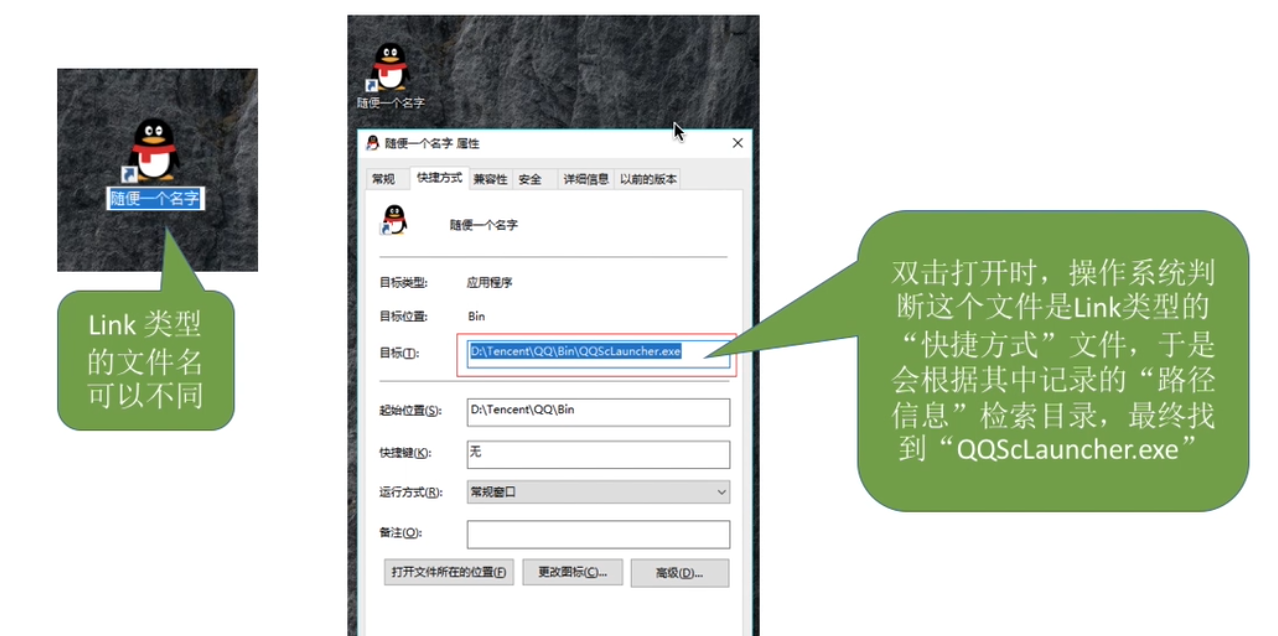 随便一个名字
Link 类型
的文件名
可以不同
随便一个名字
随便一个名字 属性
常规 快捷方式 兼容性 安全 详细信息 以前的版本
随便一个名字
目标类型: 应用程序
目标位置: Bin
目标(T): D:\Tencent\QQ\Bin\QQScLauncher.exe
起始位置(S): D:\Tencent\QQ\Bin
快捷键(K): 无
运行方式(R): 常规窗口
备注(O):
打开文件所在的位置(F) 更改图标(C)... 高级(D)...
双击打开时，操作系统判
断这个文件是Link类型的
“快捷方式”文件，于是
会根据其中记录的“路径
信息”检索目录，最终找
到“QQScLauncher.exe”